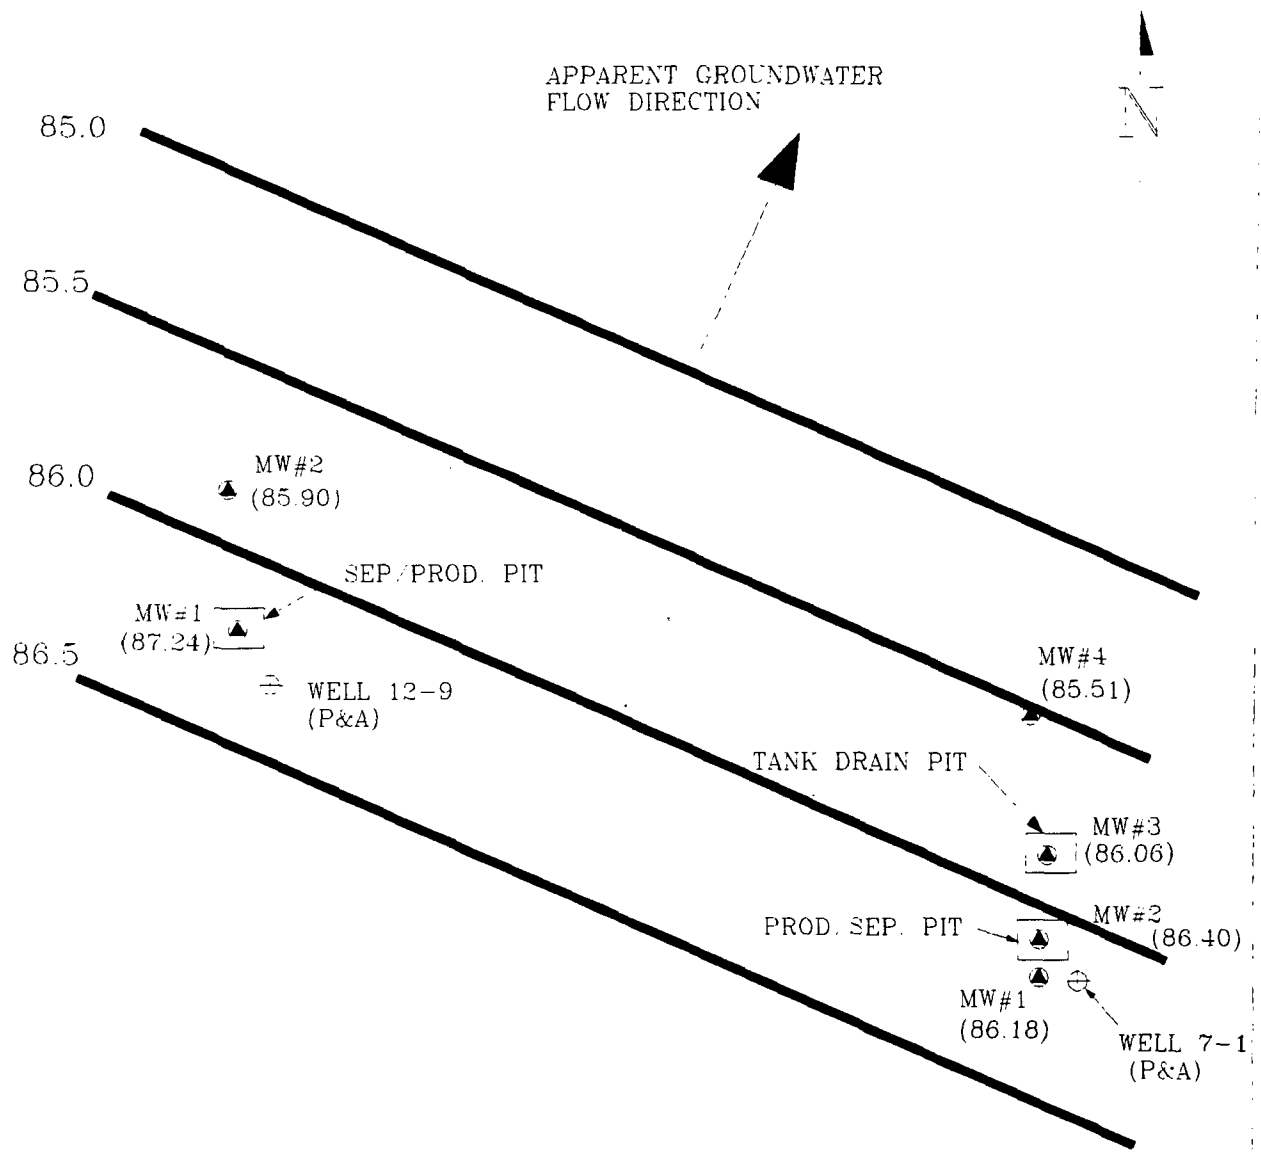 APPARENT GROUNDWATER
FLOW DIRECTION
N
85.0
85.5
86.0
MW#2
(85.90)
SEP/PROD. PIT
MW#1
(87.24)
86.5
WELL 12-9
(P&A)
MW#4
(85.51)
TANK DRAIN PIT
MW#3
(86.06)
MW#2
(86.40)
PROD. SEP. PIT
MW#1
(86.18)
WELL 7-1
(P&A)